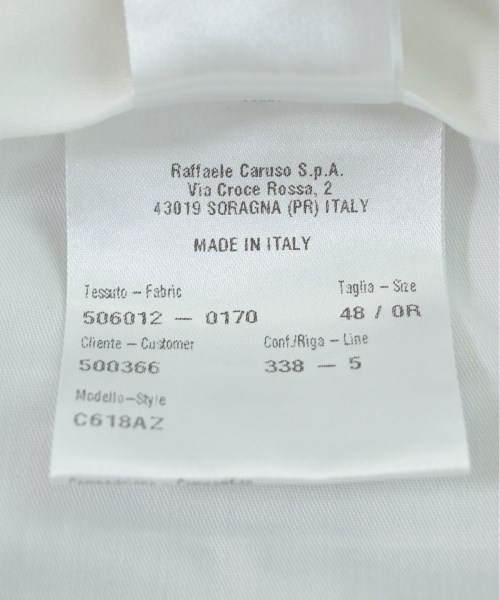 Raffaele Caruso S.p.A.
Via Croce Rossa, 2
43019 SORAGNA (PR) ITALY
MADE IN ITALY
Tessuto – Fabric
Taglia – Size
506012 – 0170
48 / 0R
Cliente – Customer
Conf./Riga – Line
500366
338 – 5
Modello–Style
C618AZ